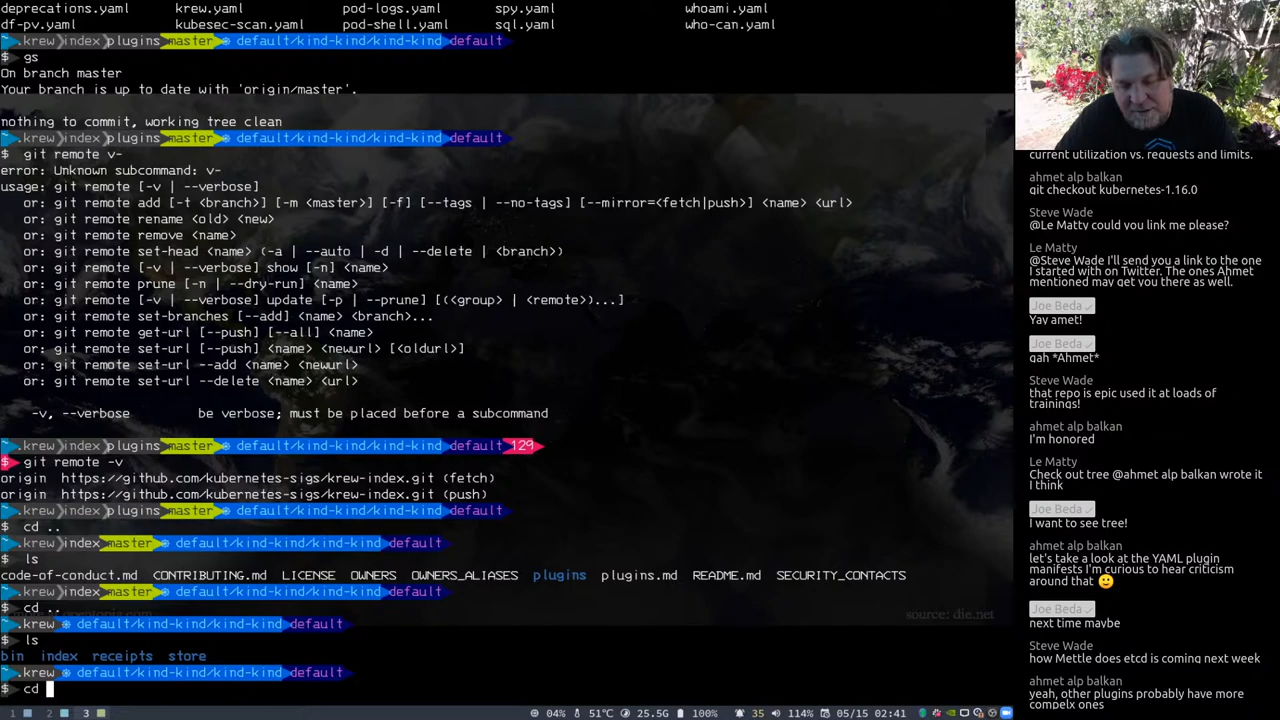 deprecations.yaml krew.yaml pod-logs.yaml spy.yaml whoami.yaml
df-pv.yaml kubesec-scan.yaml pod-shell.yaml sql.yaml who-can.yaml
~ .krew index plugins master ⎈ default/kind-kind/kind-kind default
$ gs
On branch master
Your branch is up to date with 'origin/master'.
nothing to commit, working tree clean
~ .krew index plugins master ⎈ default/kind-kind/kind-kind default
$ git remote v-
error: Unknown subcommand: v-
usage: git remote [-v | --verbose]
or: git remote add [-t <branch>] [-m <master>] [-f] [--tags | --no-tags] [--mirror=<fetch|push>] <name> <url>
or: git remote rename <old> <new>
or: git remote remove <name>
or: git remote set-head <name> (-a | --auto | -d | --delete | <branch>)
or: git remote [-v | --verbose] show [-n] <name>
or: git remote prune [-n | --dry-run] <name>
or: git remote [-v | --verbose] update [-p | --prune] [(<group> | <remote>)...]
or: git remote set-branches [--add] <name> <branch>...
or: git remote get-url [--push] [--all] <name>
or: git remote set-url [--push] <name> <newurl> [<oldurl>]
or: git remote set-url --add <name> <newurl>
or: git remote set-url --delete <name> <url>
-v, --verbose be verbose; must be placed before a subcommand
~ .krew index plugins master ⎈ default/kind-kind/kind-kind default 129
$ git remote -v
origin https://github.com/kubernetes-sigs/krew-index.git (fetch)
origin https://github.com/kubernetes-sigs/krew-index.git (push)
~ .krew index plugins master ⎈ default/kind-kind/kind-kind default
$ cd ..
~ .krew index master ⎈ default/kind-kind/kind-kind default
$ ls
code-of-conduct.md CONTRIBUTING.md LICENSE OWNERS OWNERS_ALIASES plugins plugins.md README.md SECURITY_CONTACTS
~ .krew index master ⎈ default/kind-kind/kind-kind default
$ cd ..
source: die.net
~ .krew ⎈ default/kind-kind/kind-kind default
$ ls
bin index receipts store
~ .krew ⎈ default/kind-kind/kind-kind default
$ cd
1 2 3 04% 51°C 25.5G 100% 35 114% 05/15 02:41
current utilization vs. requests and limits.
ahmet alp balkan
git checkout kubernetes-1.16.0
Steve Wade
@Le Matty could you link me please?
Le Matty
@Steve Wade I'll send you a link to the one
I started with on Twitter. The ones Ahmet
mentioned may get you there as well.
Joe Beda ✓
Yay amet!
Joe Beda ✓
gah *Ahmet*
Steve Wade
that repo is epic used it at loads of
trainings!
ahmet alp balkan
I'm honored
Le Matty
Check out tree @ahmet alp balkan wrote it
I think
Joe Beda ✓
I want to see tree!
ahmet alp balkan
let's take a look at the YAML plugin
manifests I'm curious to hear criticism
around that 🙂
Joe Beda ✓
next time maybe
Steve Wade
how Mettle does etcd is coming next week
ahmet alp balkan
yeah, other plugins probably have more
compelx ones